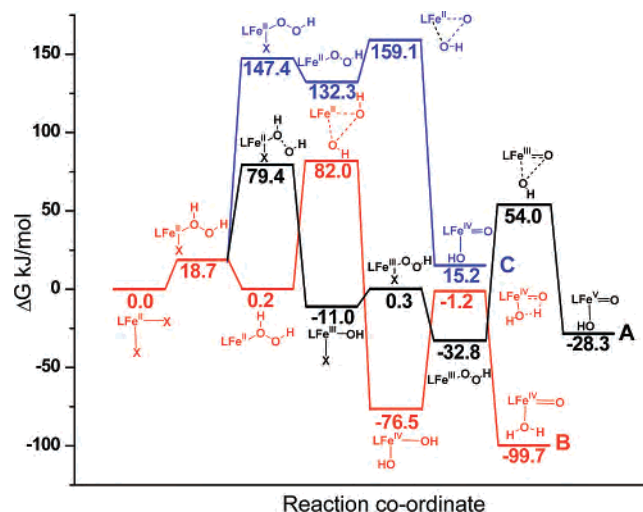 ΔG kJ/mol
150
100
50
0
-50
-100
Reaction co-ordinate
LFeᴵᴵ O O H
X
147.4
LFeᴵᴵ O O H
132.3
159.1
LFeᴵᴵ O
O-H
LFeᴵᴵ H O O H
X
79.4
LFeᴵᴵ H O
O H
82.0
LFeᴵᴵᴵ O
O H
54.0
LFeᴵᴵ H O O H
X
18.7
0.0
LFeᴵᴵ X
X
0.2
LFeᴵᴵ H O O H
-11.0
LFeᴵᴵᴵ OH
X
LFeᴵᴵᴵ O O H
X
0.3
LFeᴵⱽ O
HO
15.2
C
-1.2
LFeᴵⱽ O
HO H
-32.8
LFeᴵᴵᴵ O O H
LFeⱽ O
HO
-28.3
A
-76.5
LFeᴵⱽ OH
HO
LFeᴵⱽ O
H O H
-99.7
B